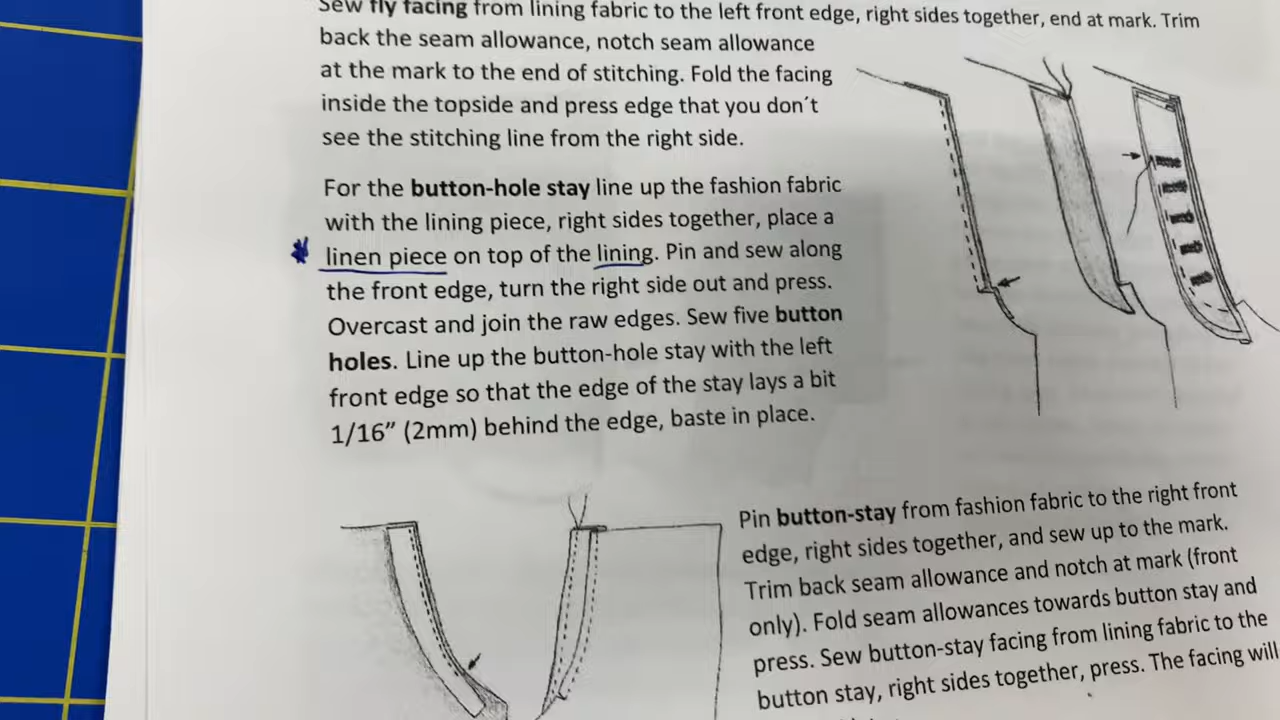 Sew fly facing from lining fabric to the left front edge, right sides together, end at mark. Trim
back the seam allowance, notch seam allowance
at the mark to the end of stitching. Fold the facing
inside the topside and press edge that you don´t
see the stitching line from the right side.
For the button-hole stay line up the fashion fabric
with the lining piece, right sides together, place a
linen piece on top of the lining. Pin and sew along
the front edge, turn the right side out and press.
Overcast and join the raw edges. Sew five button
holes. Line up the button-hole stay with the left
front edge so that the edge of the stay lays a bit
1/16” (2mm) behind the edge, baste in place.
Pin button-stay from fashion fabric to the right front
edge, right sides together, and sew up to the mark.
Trim back seam allowance and notch at mark (front
only). Fold seam allowances towards button stay and
press. Sew button-stay facing from lining fabric to the
button stay, right sides together, press. The facing will